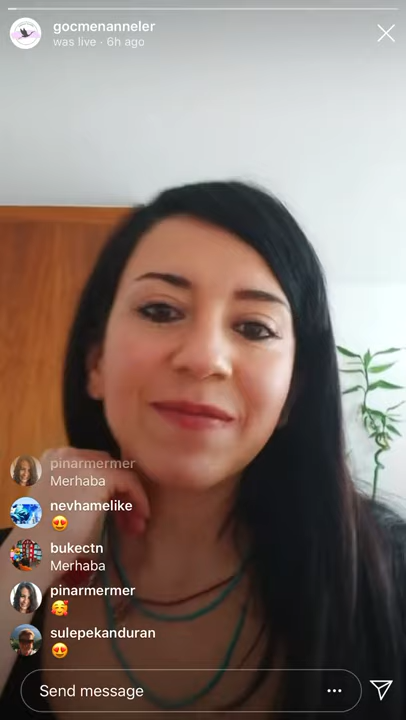 gocmenanneler
was live · 6h ago
pinarmermer
Merhaba
nevhamelike
😍
bukectn
Merhaba
pinarmermer
🥰
sulepekanduran
😍
Send message